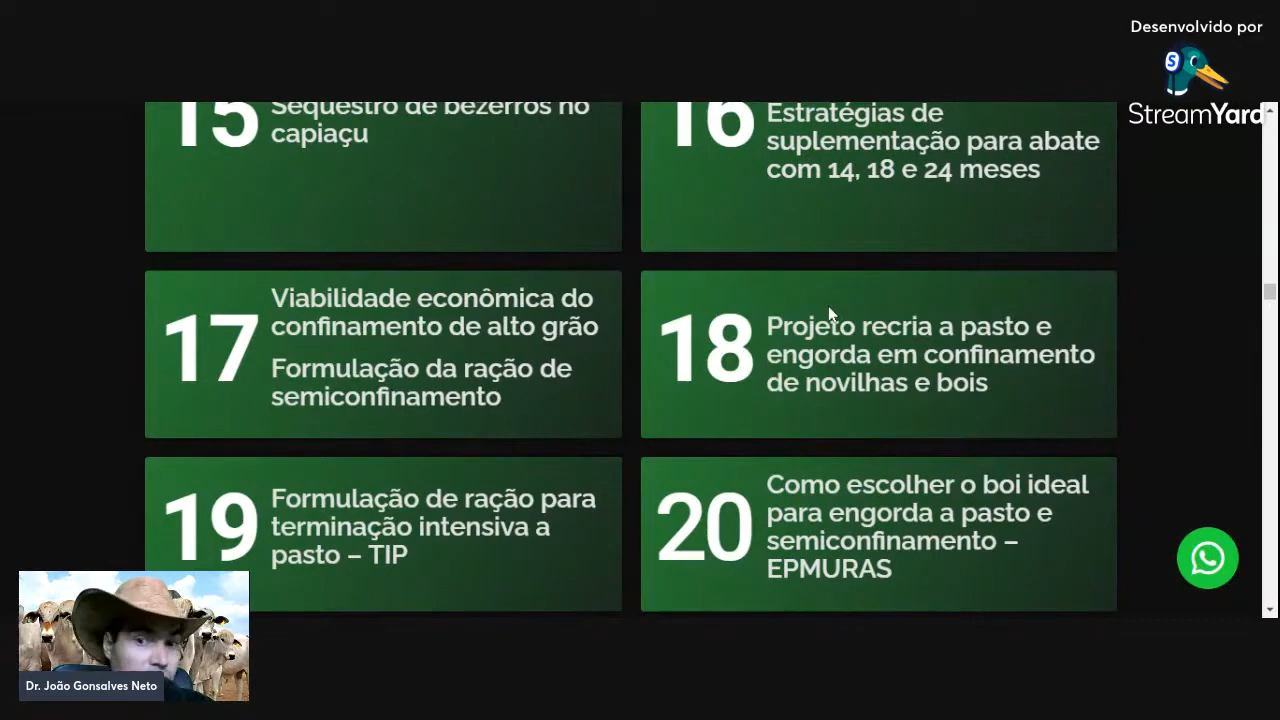 Desenvolvido por
StreamYard
15
Sequestro de bezerros no
capiaçu
16
Estratégias de
suplementação para abate
com 14, 18 e 24 meses
17
Viabilidade econômica do
confinamento de alto grão
Formulação da ração de
semiconfinamento
18
Projeto recria a pasto e
engorda em confinamento
de novilhas e bois
19
Formulação de ração para
terminação intensiva a
pasto – TIP
20
Como escolher o boi ideal
para engorda a pasto e
semiconfinamento –
EPMURAS
Dr. João Gonsalves Neto